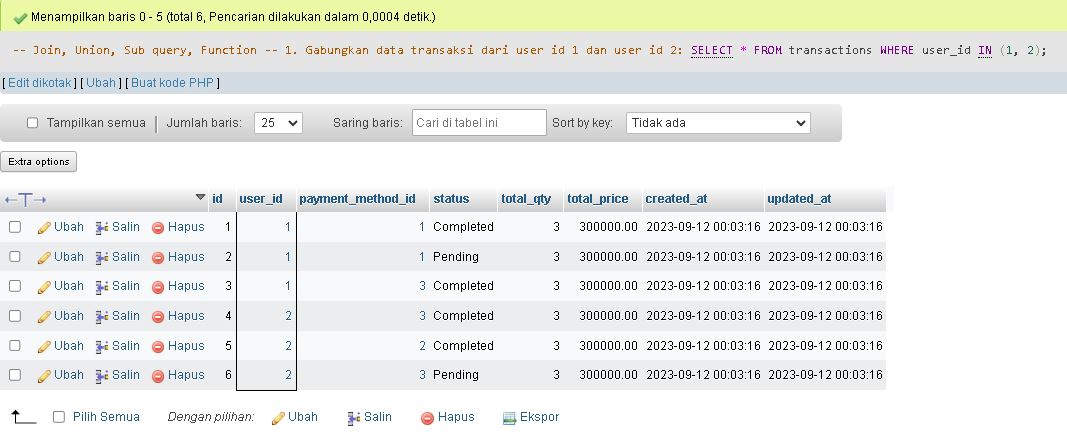 Menampilkan baris 0 - 5 (total 6, Pencarian dilakukan dalam 0,0004 detik.)
-- Join, Union, Sub query, Function -- 1. Gabungkan data transaksi dari user id 1 dan user id 2: SELECT * FROM transactions WHERE user_id IN (1, 2);
[ Edit dikotak ] [ Ubah ] [ Buat kode PHP ]
Tampilkan semua | Jumlah baris: 25 Saring baris: Cari di tabel ini Sort by key: Tidak ada
Extra options
←T→ id user_id payment_method_id status total_qty total_price created_at updated_at
Ubah Salin Hapus 1 1 1 Completed 3 300000.00 2023-09-12 00:03:16 2023-09-12 00:03:16
Ubah Salin Hapus 2 1 1 Pending 3 300000.00 2023-09-12 00:03:16 2023-09-12 00:03:16
Ubah Salin Hapus 3 1 3 Completed 3 300000.00 2023-09-12 00:03:16 2023-09-12 00:03:16
Ubah Salin Hapus 4 2 3 Completed 3 300000.00 2023-09-12 00:03:16 2023-09-12 00:03:16
Ubah Salin Hapus 5 2 2 Completed 3 300000.00 2023-09-12 00:03:16 2023-09-12 00:03:16
Ubah Salin Hapus 6 2 3 Pending 3 300000.00 2023-09-12 00:03:16 2023-09-12 00:03:16
Pilih Semua Dengan pilihan: Ubah Salin Hapus Ekspor